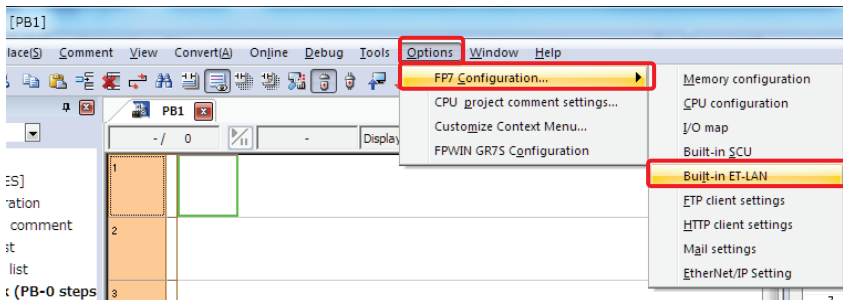 [PB1]
lace(S) Comment View Convert(A) Online Debug Tools Options Window Help
FP7 Configuration...
CPU project comment settings...
Customize Context Menu...
FPWIN GR7S Configuration
Memory configuration
CPU configuration
I/O map
Built-in SCU
Built-in ET-LAN
FTP client settings
HTTP client settings
Mail settings
EtherNet/IP Setting
PB1
- / 0 - Display
ES]
ration
comment
st
list
k (PB-0 steps
1
2
3